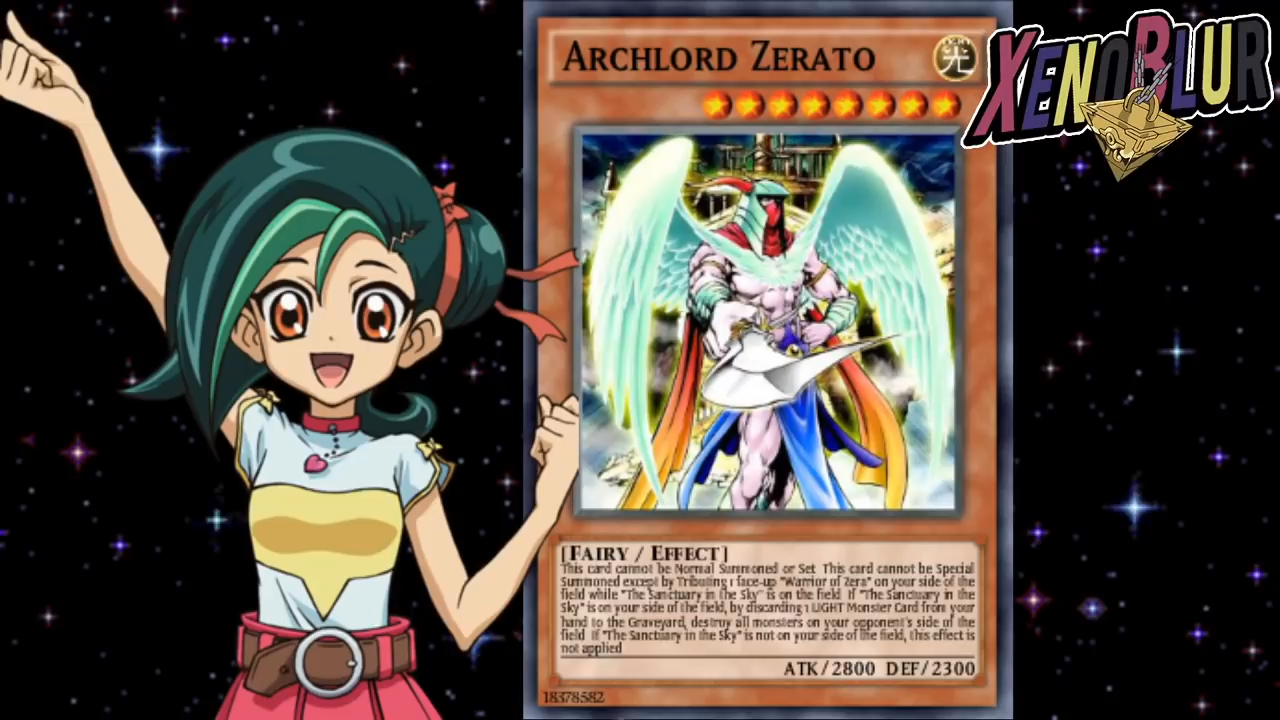 ARCHLORD ZERATO
光
XENOBLUR
[FAIRY / EFFECT]
This card cannot be Normal Summoned or Set. This card cannot be Special
Summoned except by Tributing 1 face-up "Warrior of Zera" on your side of the
field while "The Sanctuary in the Sky" is on the field. If "The Sanctuary in the
Sky" is on your side of the field, by discarding 1 LIGHT Monster Card from your
hand to the Graveyard, destroy all monsters on your opponent's side of the
field. If "The Sanctuary in the Sky" is not on your side of the field, this effect is
not applied
ATK/2800 DEF/2300
18378582